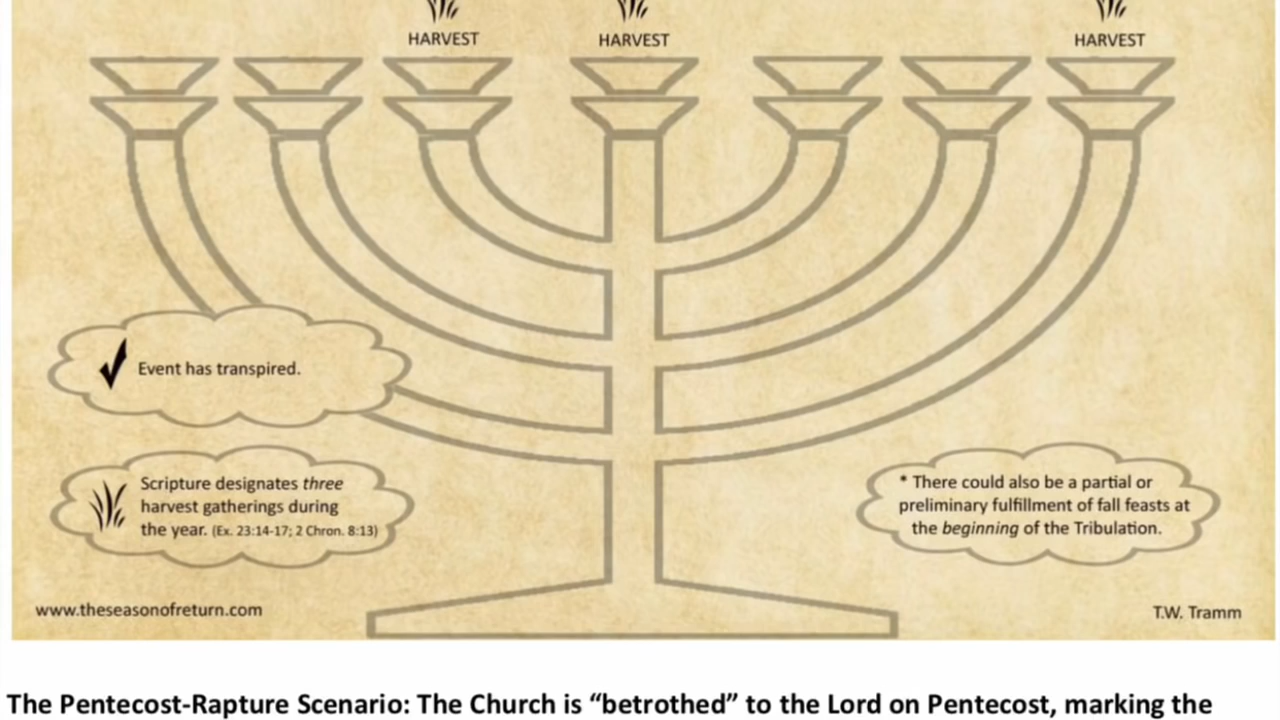 HARVEST HARVEST HARVEST
Event has transpired.
Scripture designates three
harvest gatherings during
the year. (Ex. 23:14-17; 2 Chron. 8:13)
* There could also be a partial or
preliminary fulfillment of fall feasts at
the beginning of the Tribulation.
www.theseasonofreturn.com
T.W. Tramm
The Pentecost-Rapture Scenario: The Church is “betrothed” to the Lord on Pentecost, marking the